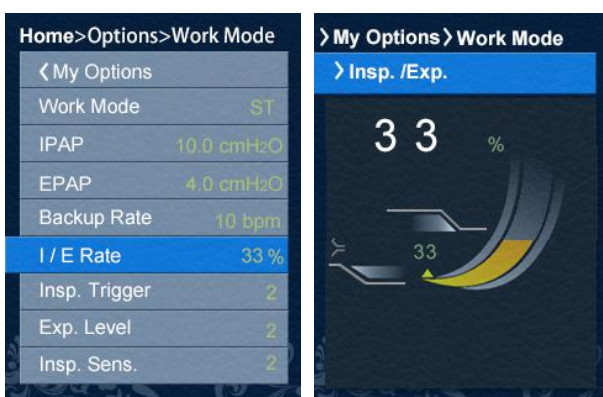 Home>Options>Work Mode
<My Options
Work Mode ST
IPAP 10.0 cmH2O
EPAP 4.0 cmH2O
Backup Rate 10 bpm
I / E Rate 33 %
Insp. Trigger 2
Exp. Level 2
Insp. Sens. 2
>My Options>Work Mode
>Insp. /Exp.
33 %
33